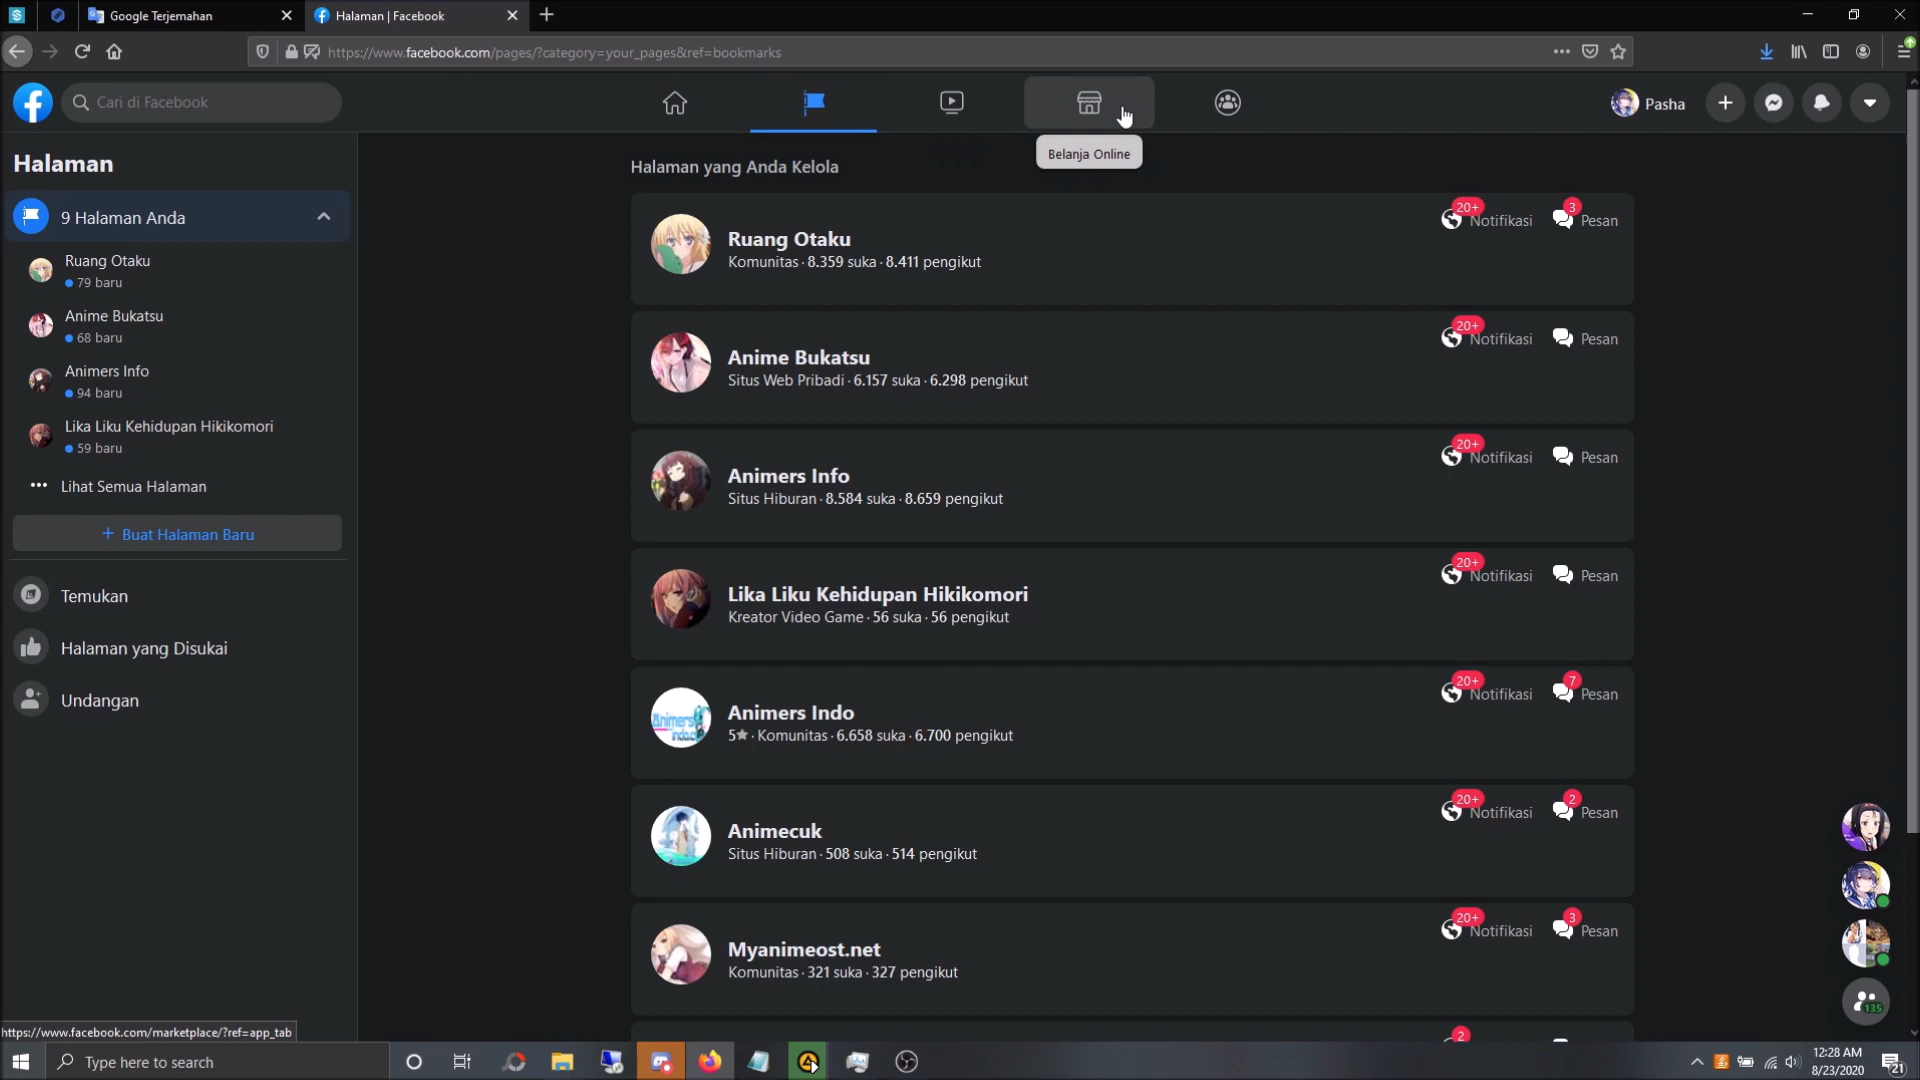 Google Terjemahan
Halaman | Facebook
https://www.facebook.com/pages/?category=your_pages&ref=bookmarks
Cari di Facebook
Pasha
Belanja Online
Halaman
9 Halaman Anda
Ruang Otaku
79 baru
Anime Bukatsu
68 baru
Animers Info
94 baru
Lika Liku Kehidupan Hikikomori
59 baru
Lihat Semua Halaman
+ Buat Halaman Baru
Temukan
Halaman yang Disukai
Undangan
Halaman yang Anda Kelola
Ruang Otaku
Komunitas · 8.359 suka · 8.411 pengikut
20+ Notifikasi 3 Pesan
Anime Bukatsu
Situs Web Pribadi · 6.157 suka · 6.298 pengikut
20+ Notifikasi Pesan
Animers Info
Situs Hiburan · 8.584 suka · 8.659 pengikut
20+ Notifikasi Pesan
Lika Liku Kehidupan Hikikomori
Kreator Video Game · 56 suka · 56 pengikut
20+ Notifikasi Pesan
Animers Indo
5★ · Komunitas · 6.658 suka · 6.700 pengikut
20+ Notifikasi 7 Pesan
Animecuk
Situs Hiburan · 508 suka · 514 pengikut
20+ Notifikasi 2 Pesan
Myanimeost.net
Komunitas · 321 suka · 327 pengikut
20+ Notifikasi 3 Pesan
2
135
https://www.facebook.com/marketplace/?ref=app_tab
Type here to search
12:28 AM
8/23/2020
21